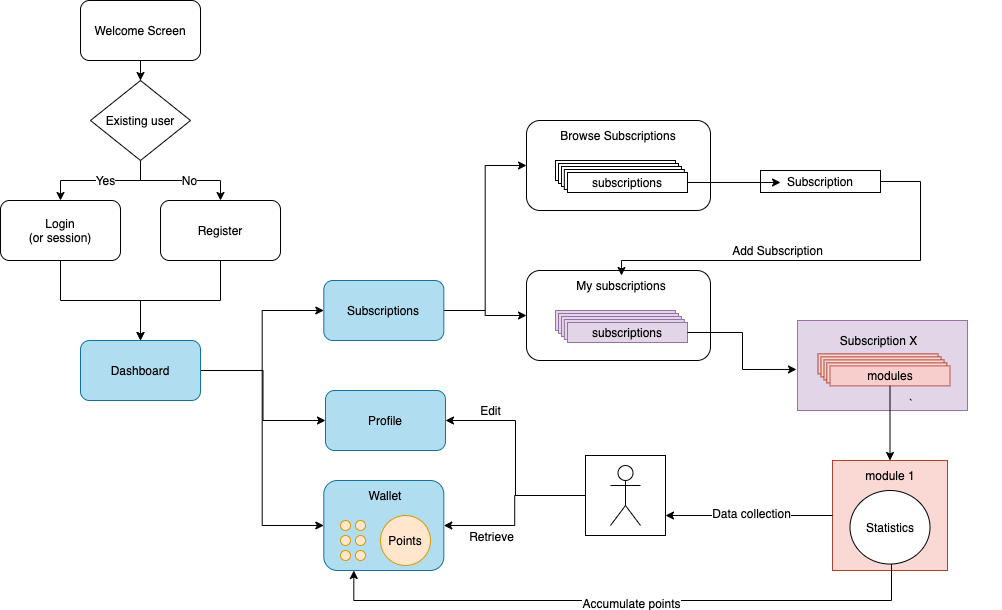 Welcome Screen
Existing user
Yes
No
Login
(or session)
Register
Dashboard
Subscriptions
Profile
Wallet
Points
Browse Subscriptions
subscriptions
Subscription
Add Subscription
My subscriptions
subscriptions
Subscription X
modules
`
module 1
Statistics
Edit
Retrieve
Data collection
Accumulate points